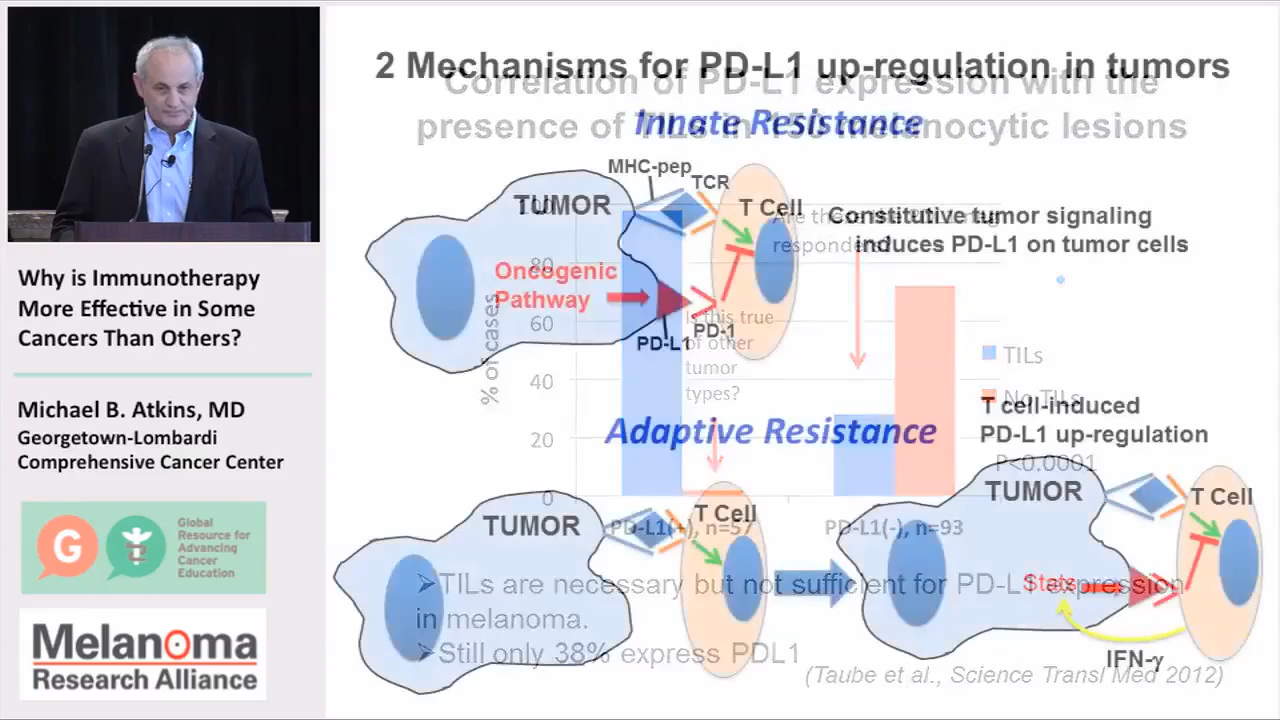 Why is Immunotherapy
More Effective in Some
Cancers Than Others?
Michael B. Atkins, MD
Georgetown-Lombardi
Comprehensive Cancer Center
G
Global
Resource for
Advancing
Cancer
Education
Melanoma
Research Alliance
2 Mechanisms for PD-L1 up-regulation in tumors
Correlation of PD-L1 expression with the
presence of TILs in 150 melanocytic lesions
Innate Resistance
MHC-pep
TCR
TUMOR
T Cell
Constitutive tumor signaling
induces PD-L1 on tumor cells
Oncogenic
Pathway
PD-L1
PD-1
Is this true
of other
tumor
types?
100
80
60
40
20
0
% of cases
TILs
No TILs
P<0.0001
PD-L1(+), n=57
PD-L1(-), n=93
Adaptive Resistance
T cell-induced
PD-L1 up-regulation
TUMOR
T Cell
TUMOR
T Cell
Stats
IFN-γ
➢TILs are necessary but not sufficient for PD-L1 expression
in melanoma.
➢Still only 38% express PDL1
(Taube et al., Science Transl Med 2012)